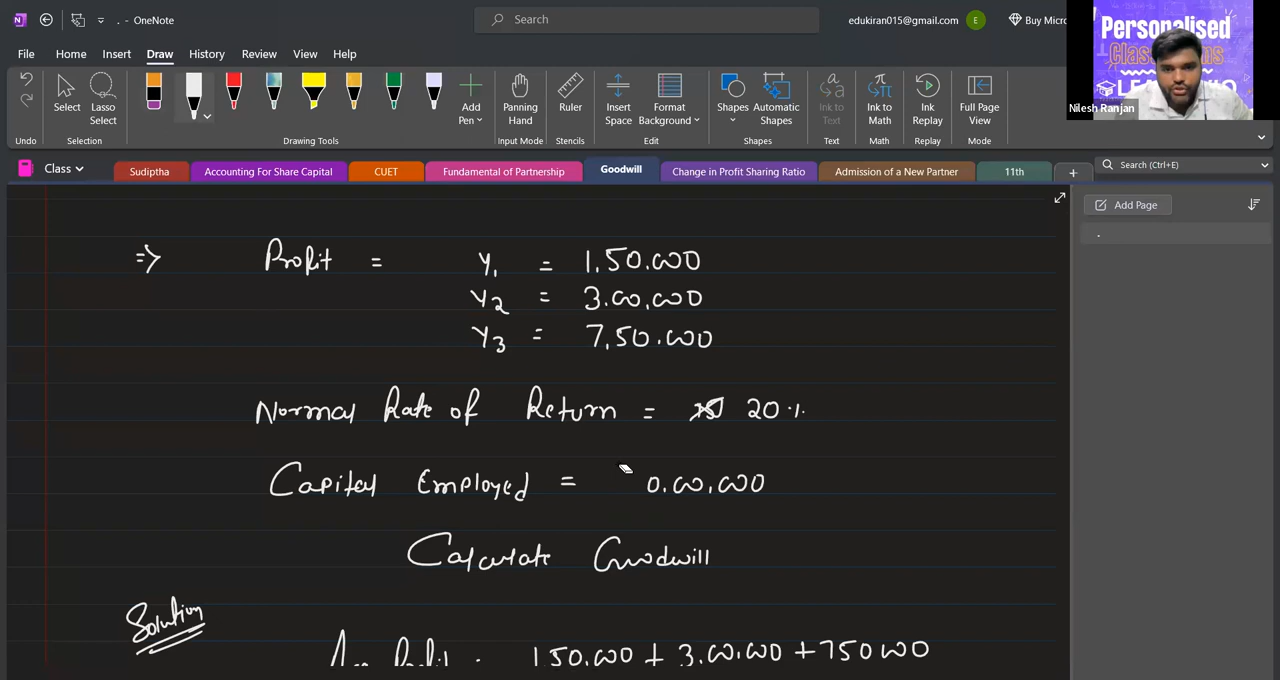 . - OneNote
Search
edukiran015@gmail.com
E
Buy Micro
File Home Insert Draw History Review View Help
Undo
Select
Lasso Select
Add Pen
Panning Hand
Ruler
Insert Space
Format Background
Shapes
Automatic Shapes
Ink to Text
Ink to Math
Ink Replay
Full Page View
Undo Selection Drawing Tools Input Mode Stencils Edit Shapes Text Math Replay Mode
Personalised
Nilesh Ranjan
Class
Sudiptha Accounting For Share Capital CUET Fundamental of Partnership Goodwill Change in Profit Sharing Ratio Admission of a New Partner 11th +
Search (Ctrl+E)
Add Page
.
=> Profit = Y1 = 1,50,000
Y2 = 3,00,000
Y3 = 7,50,000
Normal Rate of Return = 20%
Capital Employed = 0,00,000
Calculate Goodwill
Solution
150,000 + 3,00,000 + 750000